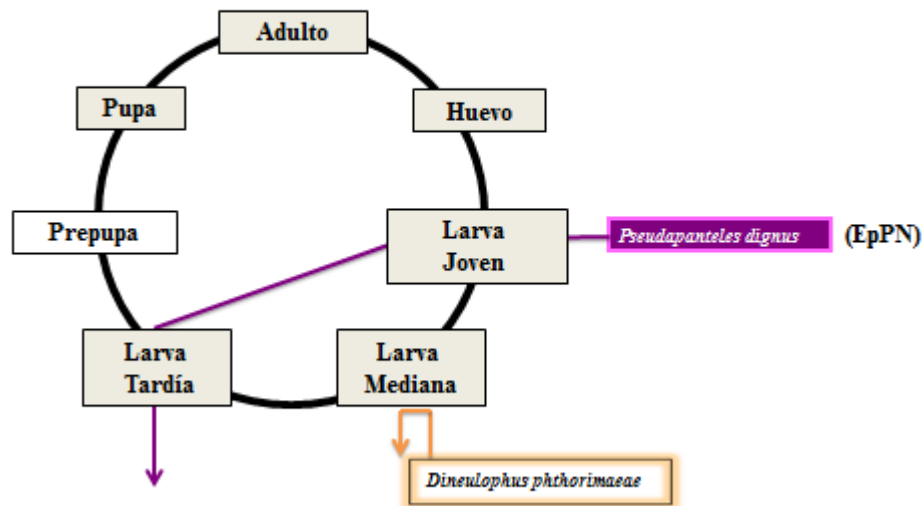 Adulto
Pupa
Huevo
Prepupa
Larva
Joven
Pseudapanteles dignus
(EpPN)
Larva
Tardía
Larva
Mediana
Dineulophus phthorimaeae